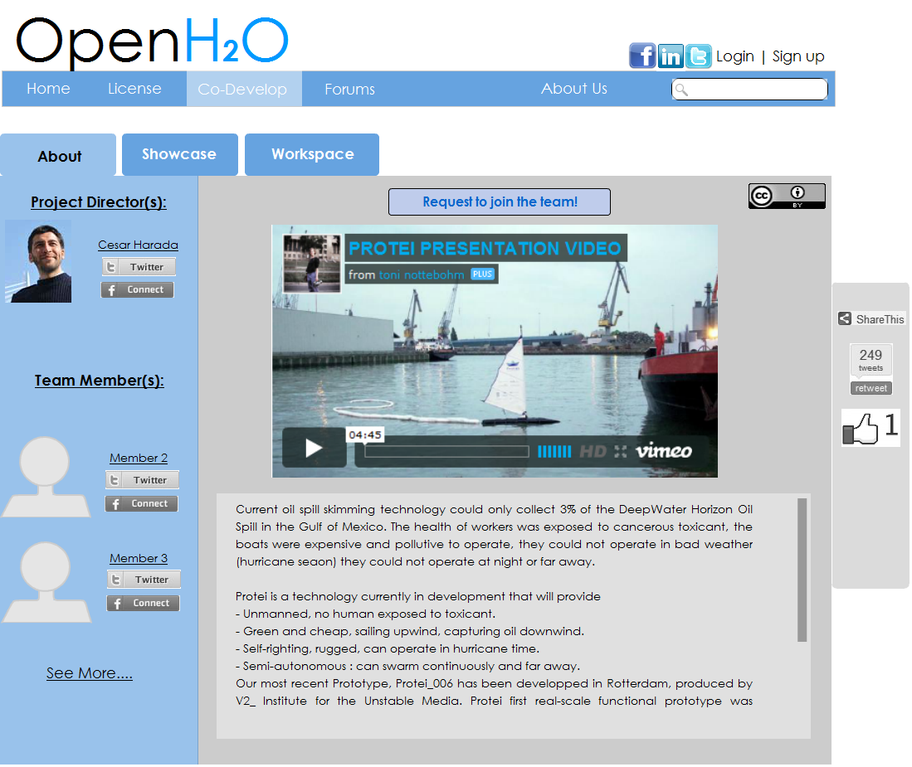 OpenH2O
Login | Sign up
Home License Co-Develop Forums About Us
About Showcase Workspace
Project Director(s):
Cesar Harada
Twitter
Connect
Team Member(s):
Member 2
Twitter
Connect
Member 3
Twitter
Connect
See More....
Request to join the team!
cc BY
PROTEI PRESENTATION VIDEO
from toni nottebohm PLUS
04:45
HD vimeo
Current oil spill skimming technology could only collect 3% of the DeepWater Horizon Oil
Spill in the Gulf of Mexico. The health of workers was exposed to cancerous toxicant, the
boats were expensive and pollutive to operate, they could not operate in bad weather
(hurricane seaon) they could not operate at night or far away.
Protei is a technology currently in development that will provide
- Unmanned, no human exposed to toxicant.
- Green and cheap, sailing upwind, capturing oil downwind.
- Self-righting, rugged, can operate in hurricane time.
- Semi-autonomous : can swarm continuously and far away.
Our most recent Prototype, Protei_006 has been developped in Rotterdam, produced by
V2_ Institute for the Unstable Media. Protei first real-scale functional prototype was
ShareThis
249
tweets
retweet
1